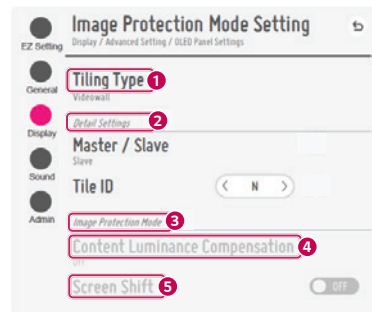 Image Protection Mode Setting
Display / Advanced Setting / OLED Panel Settings
EZ Setting
General
Display
Sound
Admin
Tiling Type 1
Videowall
Detail Settings 2
Master / Slave
Slave
Tile ID
< N >
Image Protection Mode 3
Content Luminance Compensation 4
Off
Screen Shift 5
OFF